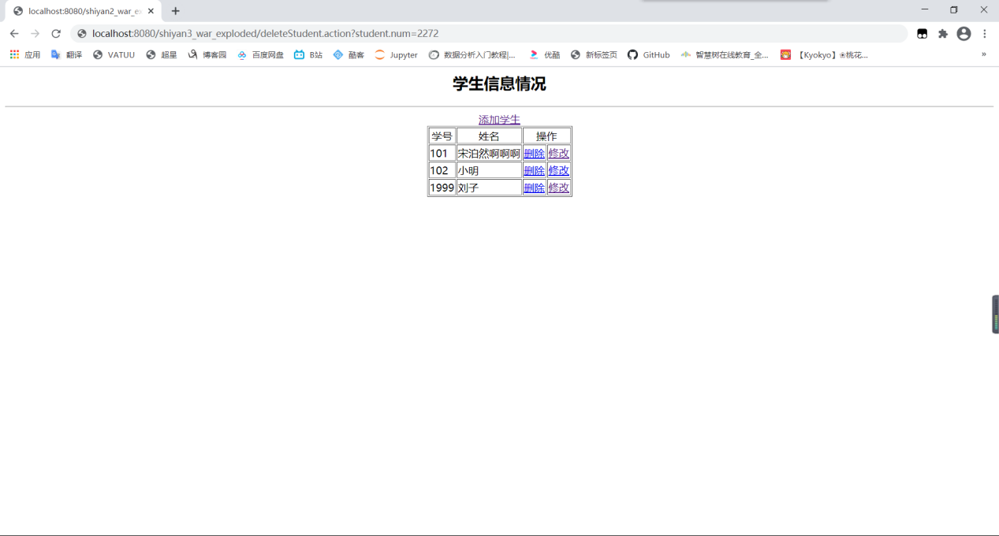 localhost:8080/shiyan2_war_ex
localhost:8080/shiyan3_war_exploded/deleteStudent.action?student.num=2272
应用 翻译 VATUU 超星 博客园 百度网盘 B站 酷客 Jupyter 数据分析入门教程|... 优酷 新标签页 GitHub 智慧树在线教育_全... 【Kyokyo】❀桃花... »
学生信息情况
添加学生
学号 姓名 操作
101 宋泊然啊啊啊 删除 修改
102 小明 删除 修改
1999 刘子 删除 修改